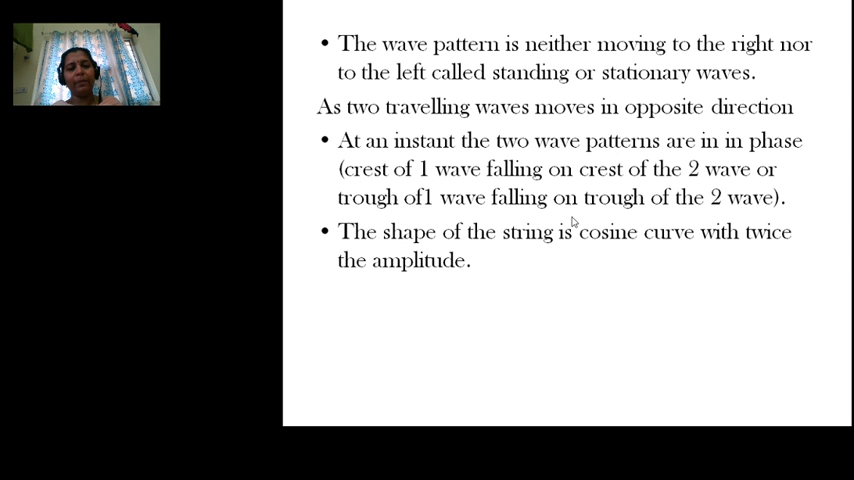 • The wave pattern is neither moving to the right nor
to the left called standing or stationary waves.
As two travelling waves moves in opposite direction
• At an instant the two wave patterns are in in phase
(crest of 1 wave falling on crest of the 2 wave or
trough of1 wave falling on trough of the 2 wave).
• The shape of the string is cosine curve with twice
the amplitude.